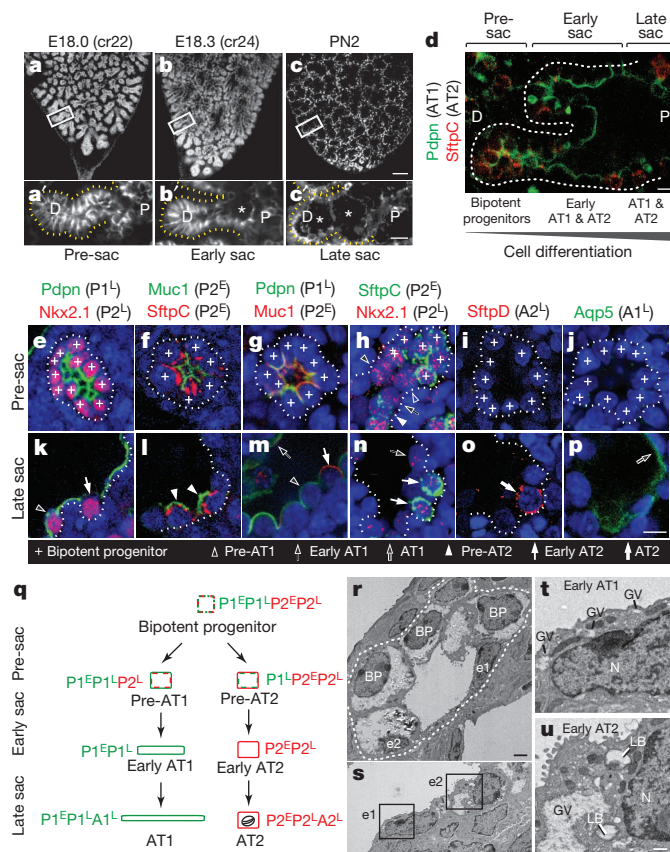 E18.0 (cr22) E18.3 (cr24) PN2
a b c
a′ b′ c′
D P D * P D * * P
Pre-sac Early sac Late sac
d
Pre-sac Early sac Late sac
Pdpn (AT1)
SftpC (AT2)
D P
Bipotent progenitors Early AT1 & AT2 AT1 & AT2
Cell differentiation
Pdpn (P1L) Muc1 (P2E) Pdpn (P1L) SftpC (P2E) SftpD (A2L) Aqp5 (A1L)
Nkx2.1 (P2L) SftpC (P2E) Muc1 (P2E) Nkx2.1 (P2L)
Pre-sac
e f g h i j
Late sac
k l m n o p
+ Bipotent progenitor Pre-AT1 Early AT1 AT1 Pre-AT2 Early AT2 AT2
q
Pre-sac
P1EP1LP2EP2L
Bipotent progenitor
Early sac
P1EP1LP2L P1LP2EP2L
Pre-AT1 Pre-AT2
P1EP1L P2EP2L
Early AT1 Early AT2
Late sac
P1EP1LA1L P2EP2LA2L
AT1 AT2
r
BP BP BP e1 e2
s
e1 e2
t
Early AT1
GV GV GV N
u
Early AT2
LB N GV LB